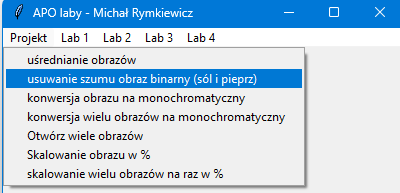 APO laby - Michał Rymkiewicz
Projekt Lab 1 Lab 2 Lab 3 Lab 4
uśrednianie obrazów
usuwanie szumu obraz binarny (sól i pieprz)
konwersja obrazu na monochromatyczny
konwersja wielu obrazów na monochromatyczny
Otwórz wiele obrazów
Skalowanie obrazu w %
skalowanie wielu obrazów na raz w %